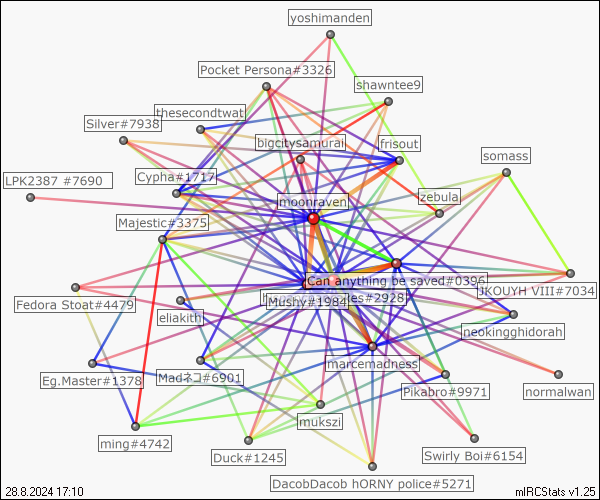 yoshimanden
Pocket Persona#3326
shawntee9
thesecondtwat
Silver#7938
bigcitysamurai
frisout
somass
LPK2387 #7690
Cypha#1717
moonraven
zebula
Majestic#3375
Can anything be saved#0396
#2928
JKOUYH VIII#7034
Mushy#1984
Fedora Stoat#4479
eliakith
neokingghidorah
marcemadness
Eg.Master#1378
Madネコ#6901
Pikabro#9971
normalwan
mukszi
ming#4742
Duck#1245
Swirly Boi#6154
DacobDacob hORNY police#5271
28.8.2024 17:10
mIRCStats v1.25